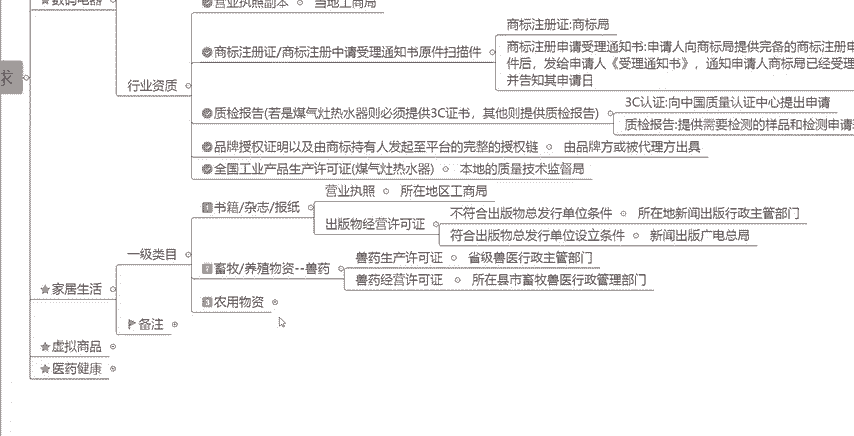 数码电器
营业执照副本
当地工商局
商标注册证/商标注册申请受理通知书原件扫描件
商标注册证:商标局
商标注册申请受理通知书:申请人向商标局提供完备的商标注册申
件后，发给申请人《受理通知书》，通知申请人商标局已经受理
并告知其申请日
求
行业资质
质检报告(若是煤气灶热水器则必须提供3C证书，其他则提供质检报告)
3C认证:向中国质量认证中心提出申请
质检报告:提供需要检测的样品和检测申请
品牌授权证明以及由商标持有人发起至平台的完整的授权链
由品牌方或被代理方出具
全国工业产品生产许可证(煤气灶热水器)
本地的质量技术监督局
家居生活
一级类目
1 书籍/杂志/报纸
营业执照
所在地区工商局
出版物经营许可证
不符合出版物总发行单位条件
所在地新闻出版行政主管部门
符合出版物总发行单位设立条件
新闻出版广电总局
2 畜牧/养殖物资--兽药
兽药生产许可证
省级兽医行政主管部门
兽药经营许可证
所在县市畜牧兽医行政管理部门
3 农用物资
备注
虚拟商品
医药健康